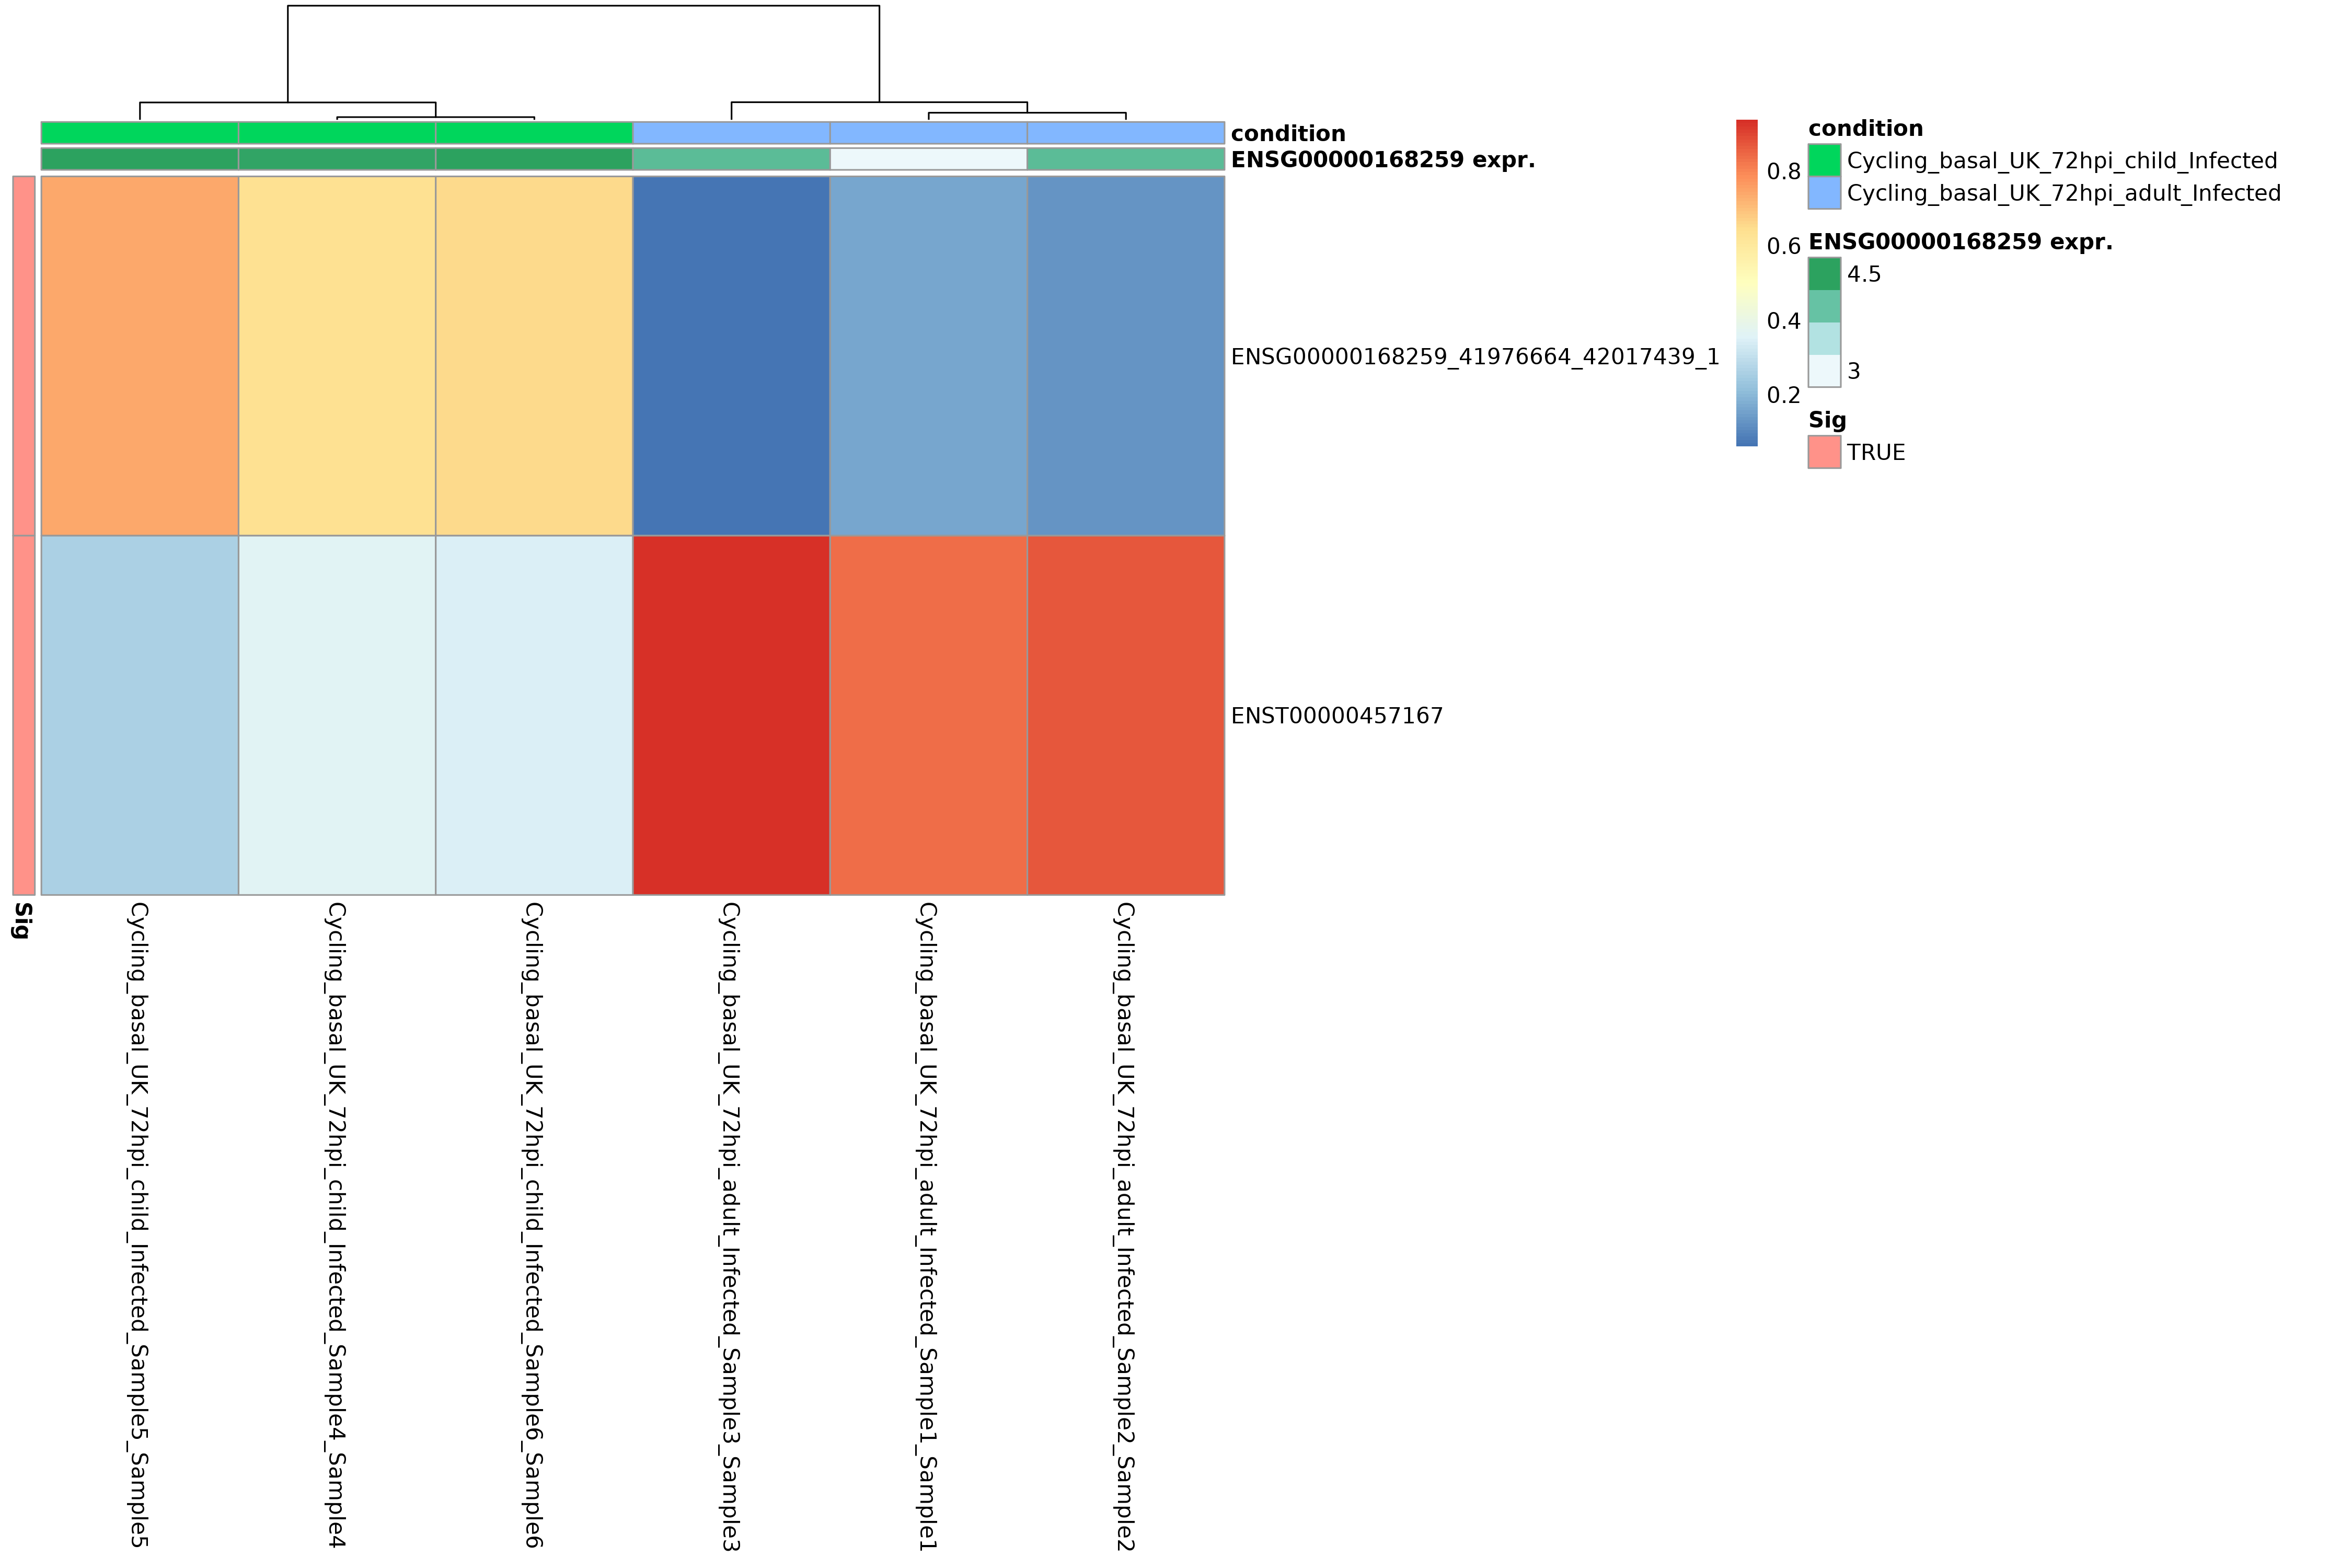 condition
ENSG00000168259 expr.
ENSG00000168259_41976664_42017439_1
ENST00000457167
0.8
0.6
0.4
0.2
condition
Cycling_basal_UK_72hpi_child_Infected
Cycling_basal_UK_72hpi_adult_Infected
ENSG00000168259 expr.
4.5
3
Sig
TRUE
Sig
Cycling_basal_UK_72hpi_child_Infected_Sample5_Sample5
Cycling_basal_UK_72hpi_child_Infected_Sample4_Sample4
Cycling_basal_UK_72hpi_child_Infected_Sample6_Sample6
Cycling_basal_UK_72hpi_adult_Infected_Sample3_Sample3
Cycling_basal_UK_72hpi_adult_Infected_Sample1_Sample1
Cycling_basal_UK_72hpi_adult_Infected_Sample2_Sample2